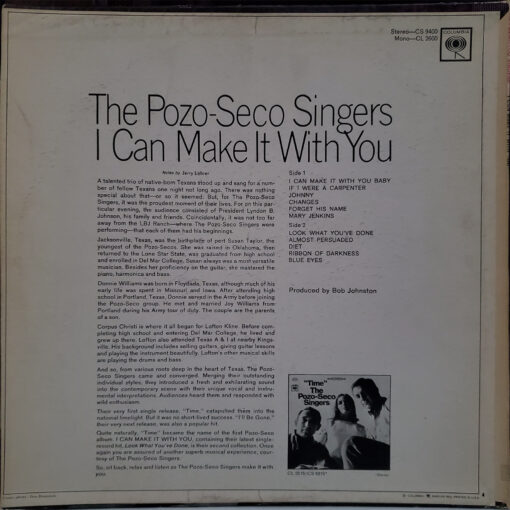 Stereo—CS 9400
Mono—CL 2600
COLUMBIA
The Pozo-Seco Singers
I Can Make It With You
Notes by Jerry
A talented trio of native-born Texans stood up and sang for a num-
ber of fellow Texans one night not long ago. There was nothing
special about that—or so it seemed. But, for The Pozo-Seco
Singers, it was the proudest moment of their lives. For on this par-
ticular evening, the audience consisted of President Lyndon B.
Johnson, his family and friends. Coincidentally, it was not too far
away from the LBJ Ranch—where The Pozo Seco Singers were
performing—that each of them had his beginnings.
Jacksonville, Texas, was the birthplace of pert Susan Taylor, the
youngest of the Pozo-Secos. She was raised in Oklahoma, then
returned to the Lone Star State, was graduated from high school
and enrolled in Del Mar College. Susan always was a most versatile
musician. Besides her proficiency on the guitar, she mastered the
piano, harmonica and bass.
Donnie Williams was born in Floydada, Texas, although much of his
early life was spent in Missouri and Iowa. After attending high
school in Portland, Texas, Donnie served in the Army before joining
the Pozo-Seco group. He met and married Joy Williams from
Portland during his Army tour of duty. The couple are the parents
of a son.
Corpus Christi is where it all began for Lofton Kline. Before com-
pleting high school and entering Del Mar College, he lived and
grew up there. Lofton also attended Texas A & I at nearby Kings-
ville. His background includes selling guitars, giving guitar lessons
and playing the instrument beautifully. Lofton's other musical skills
are playing the drums and bass.
And so, from various roots deep in the heart of Texas, The Pozo-
Seco Singers came and converged. Merging their outstanding
individual styles, they introduced a fresh and exhilarating sound
into the contemporary scene with their unique vocal and instru-
mental interpretations. Audiences heard them and responded with
wild enthusiasm.
Their very first single release, "Time," catapulted them into the
national limelight. But it was no short-lived success. "I'll Be Gone,"
their very next release, was also a popular hit.
Quite naturally, "Time" became the name of the first Pozo-Seco
album. I CAN MAKE IT WITH YOU, containing their latest single-
record hit, Look What You've Done, is their second collection. Once
again you are assured of another superb musical experience, cour-
tesy of The Pozo-Seco Singers.
So, sit back, relax and listen as The Pozo-Seco Singers make it with
you.
Side 1
I CAN MAKE IT WITH YOU BABY
IF I WERE A CARPENTER
JOHNNY
CHANGES
FORGET HIS NAME
MARY JENKINS
Side 2
LOOK WHAT YOU'VE DONE
ALMOST PERSUADED
DIET
RIBBON OF DARKNESS
BLUE EYES
Produced by Bob Johnston
"Time"
The
Pozo-Seco
Singers